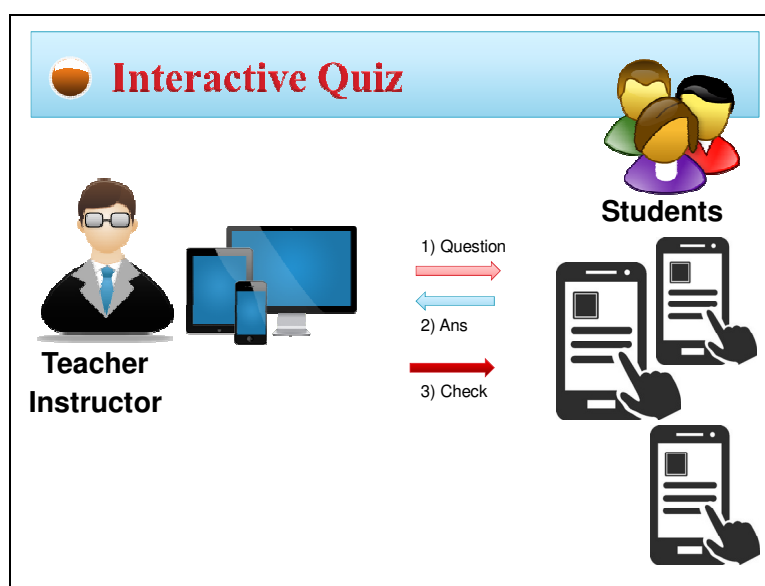 Interactive Quiz
Students
1) Question
2) Ans
3) Check
Teacher
Instructor